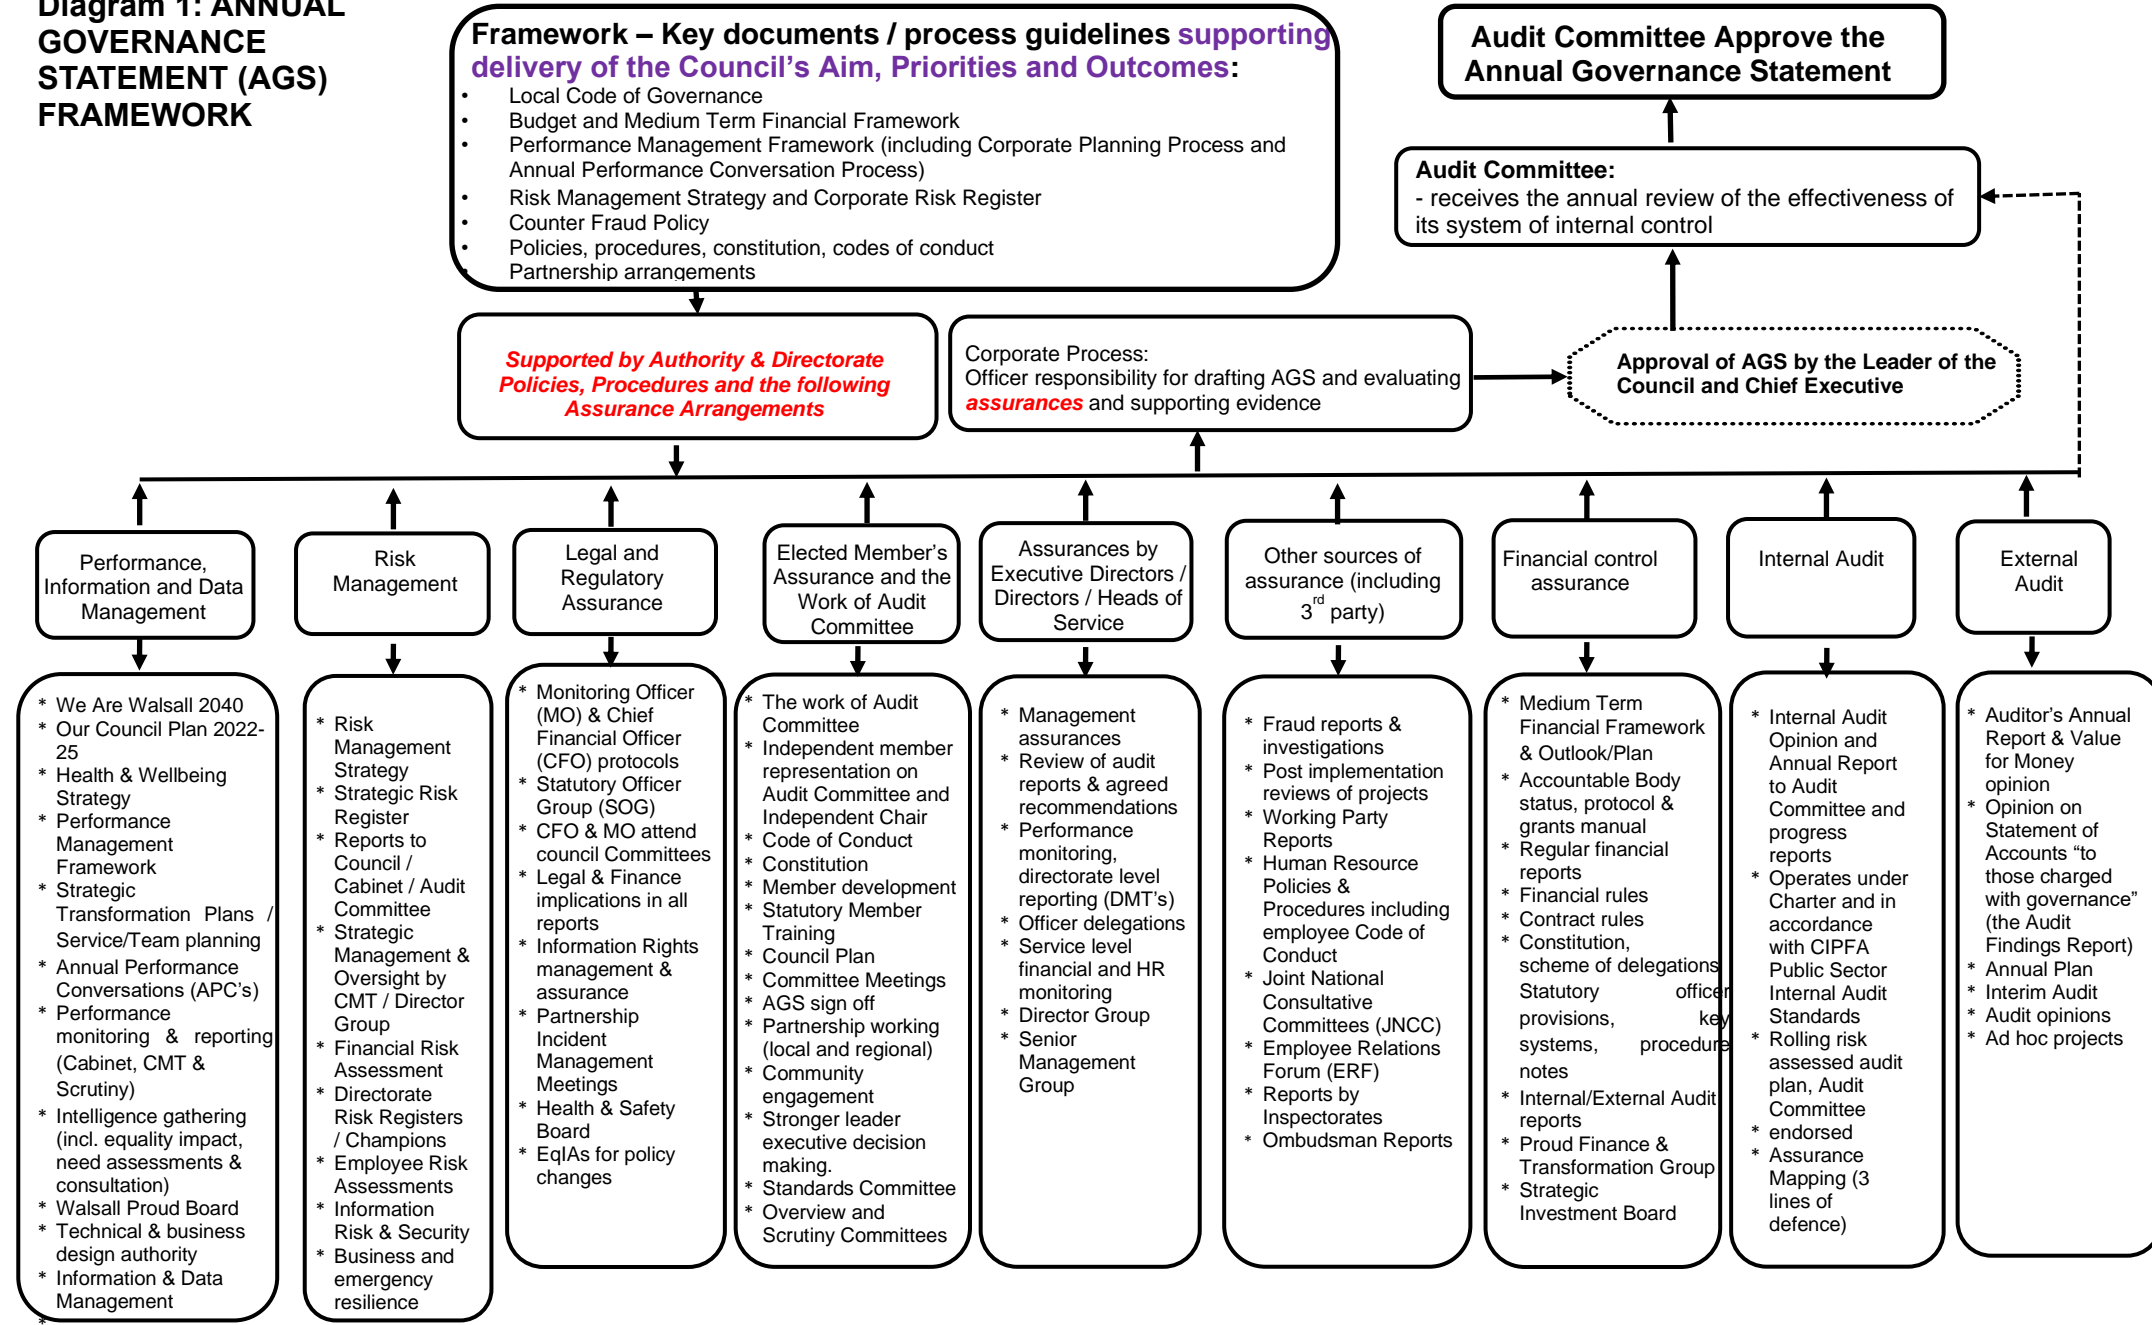 Diagram 1: ANNUAL
GOVERNANCE
STATEMENT (AGS)
FRAMEWORK
Framework – Key documents / process guidelines supporting
delivery of the Council’s Aim, Priorities and Outcomes:
• Local Code of Governance
• Budget and Medium Term Financial Framework
• Performance Management Framework (including Corporate Planning Process and
Annual Performance Conversation Process)
• Risk Management Strategy and Corporate Risk Register
• Counter Fraud Policy
• Policies, procedures, constitution, codes of conduct
• Partnership arrangements
Audit Committee Approve the
Annual Governance Statement
Audit Committee:
- receives the annual review of the effectiveness of
its system of internal control
Supported by Authority & Directorate
Policies, Procedures and the following
Assurance Arrangements
Corporate Process:
Officer responsibility for drafting AGS and evaluating
assurances and supporting evidence
Approval of AGS by the Leader of the
Council and Chief Executive
Performance,
Information and Data
Management
Risk
Management
Legal and
Regulatory
Assurance
Elected Member’s
Assurance and the
Work of Audit
Committee
Assurances by
Executive Directors /
Directors / Heads of
Service
Other sources of
assurance (including
3rd party)
Financial control
assurance
Internal Audit
External
Audit
* We Are Walsall 2040
* Our Council Plan 2022-
25
* Health & Wellbeing
Strategy
* Performance
Management
Framework
* Strategic
Transformation Plans /
Service/Team planning
* Annual Performance
Conversations (APC’s)
* Performance
monitoring & reporting
(Cabinet, CMT &
Scrutiny)
* Intelligence gathering
(incl. equality impact,
need assessments &
consultation)
* Walsall Proud Board
* Technical & business
design authority
* Information & Data
Management
*
* Risk
Management
Strategy
* Strategic Risk
Register
* Reports to
Council /
Cabinet / Audit
Committee
* Strategic
Management &
Oversight by
CMT / Director
Group
* Financial Risk
Assessment
* Directorate
Risk Registers
/ Champions
* Employee Risk
Assessments
* Information
Risk & Security
* Business and
emergency
resilience
* Monitoring Officer
(MO) & Chief
Financial Officer
(CFO) protocols
* Statutory Officer
Group (SOG)
* CFO & MO attend
council Committees
* Legal & Finance
implications in all
reports
* Information Rights
management &
assurance
* Partnership
Incident
Management
Meetings
* Health & Safety
Board
* EqIAs for policy
changes
* The work of Audit
Committee
* Independent member
representation on
Audit Committee and
Independent Chair
* Code of Conduct
* Constitution
* Member development
* Statutory Member
Training
* Council Plan
* Committee Meetings
* AGS sign off
* Partnership working
(local and regional)
* Community
engagement
* Stronger leader
executive decision
making.
* Standards Committee
* Overview and
Scrutiny Committees
* Management
assurances
* Review of audit
reports & agreed
recommendations
* Performance
monitoring,
directorate level
reporting (DMT’s)
* Officer delegations
* Service level
financial and HR
monitoring
* Director Group
* Senior
Management
Group
* Fraud reports &
investigations
* Post implementation
reviews of projects
* Working Party
Reports
* Human Resource
Policies &
Procedures including
employee Code of
Conduct
* Joint National
Consultative
Committees (JNCC)
* Employee Relations
Forum (ERF)
* Reports by
Inspectorates
* Ombudsman Reports
* Medium Term
Financial Framework
& Outlook/Plan
* Accountable Body
status, protocol &
grants manual
* Regular financial
reports
* Financial rules
* Contract rules
* Constitution,
scheme of delegations
Statutory officer
provisions, key
systems, procedure
notes
* Internal/External Audit
reports
* Proud Finance &
Transformation Group
* Strategic
Investment Board
* Internal Audit
Opinion and
Annual Report
to Audit
Committee and
progress
reports
* Operates under
Charter and in
accordance
with CIPFA
Public Sector
Internal Audit
Standards
* Rolling risk
assessed audit
plan, Audit
Committee
* endorsed
* Assurance
Mapping (3
lines of
defence)
* Auditor’s Annual
Report & Value
for Money
opinion
* Opinion on
Statement of
Accounts “to
those charged
with governance”
(the Audit
Findings Report)
* Annual Plan
* Interim Audit
* Audit opinions
* Ad hoc projects